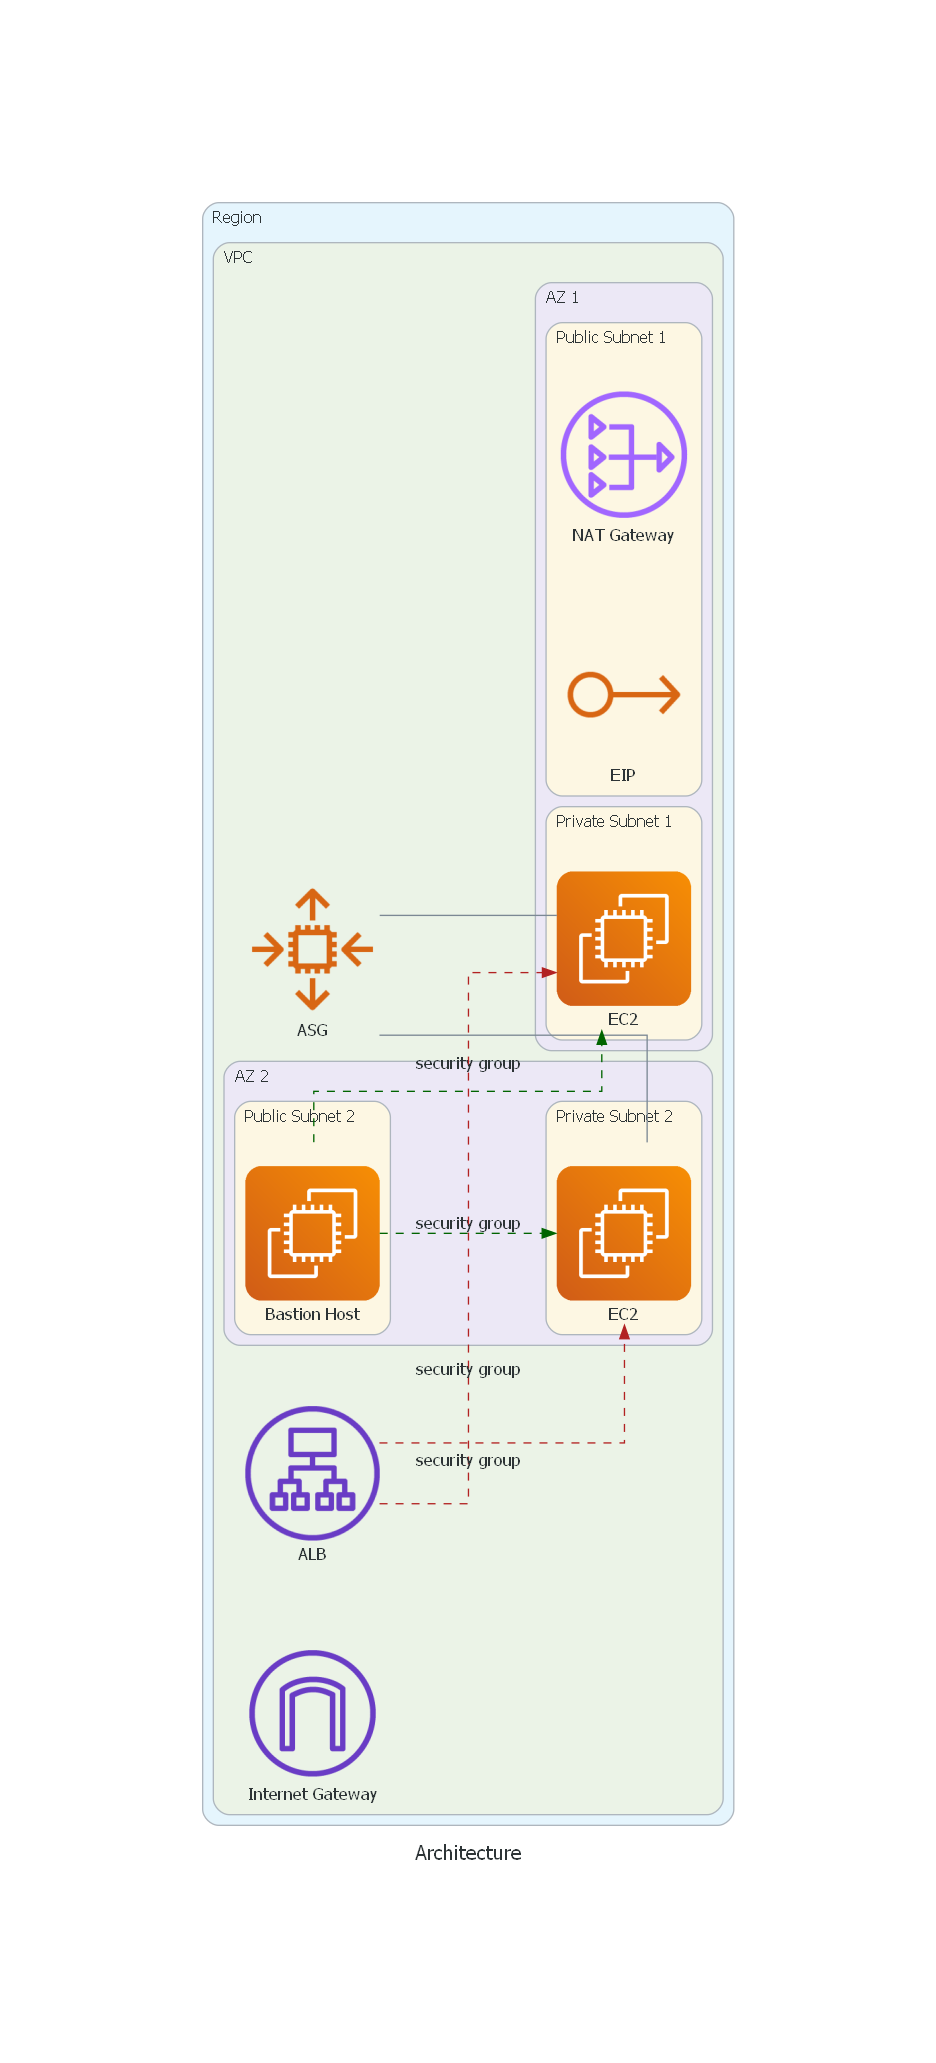 Region
VPC
AZ 1
Public Subnet 1
NAT Gateway
EIP
Private Subnet 1
EC2
ASG
security group
AZ 2
Public Subnet 2
Private Subnet 2
security group
Bastion Host
EC2
security group
security group
ALB
Internet Gateway
Architecture